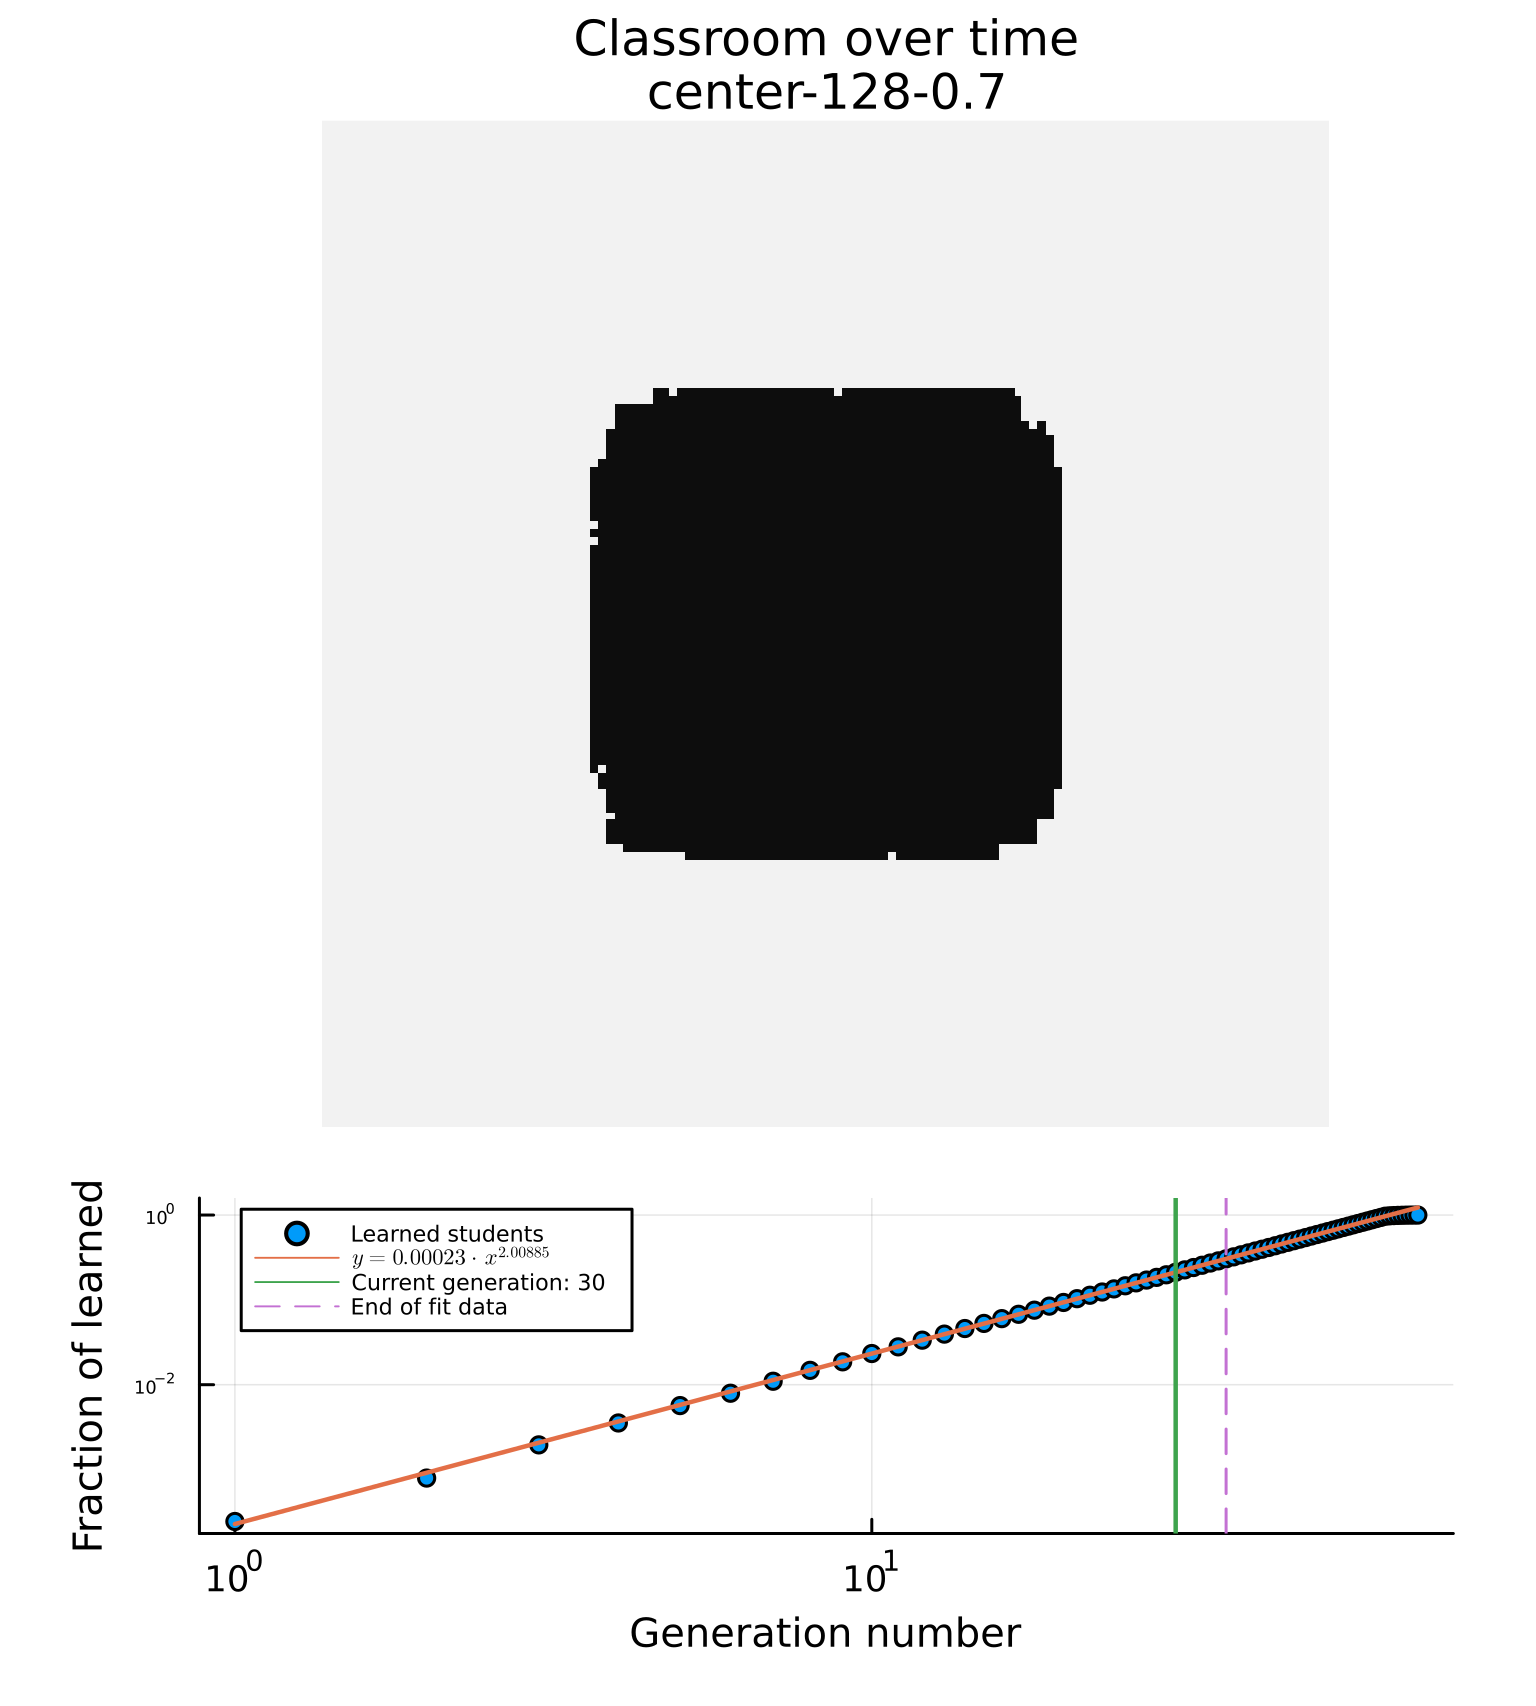 Classroom over time
center-128-0.7
Fraction of learned
10^0
10^-2
Learned students
y = 0.00023 · x^2.00885
Current generation: 30
End of fit data
10^0
10^1
Generation number